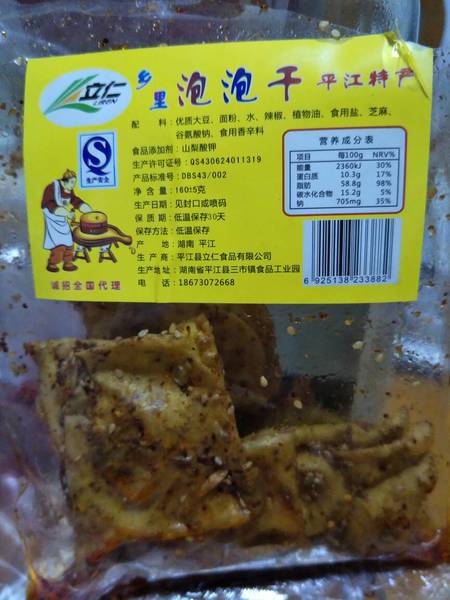 立仁
LIREN
乡里 泡泡干 平江特产
配 料:优质大豆、面粉、水、辣椒、植物油、食用盐、芝麻、
谷氨酸钠、食用香辛料
食品添加剂:山梨酸钾
生产许可证号:QS430624011319
产品标准号:DBS43/002
净 含 量:160±5克
生产日期:见封口或喷码
保 质 期:低温保存30天
保存方法:低温保存
产 地:湖南 平江
生 产 商:平江县立仁食品有限公司
生产地址:湖南省平江县三市镇食品工业园
电 话:18673072668
QS
生产安全
诚招全国代理
营养成分表
项目 每100g NRV%
能量 2360kJ 30%
蛋白质 10.3g 17%
脂肪 58.8g 98%
碳水化合物 15.2g 5%
钠 705mg 35%
6 925138 233882